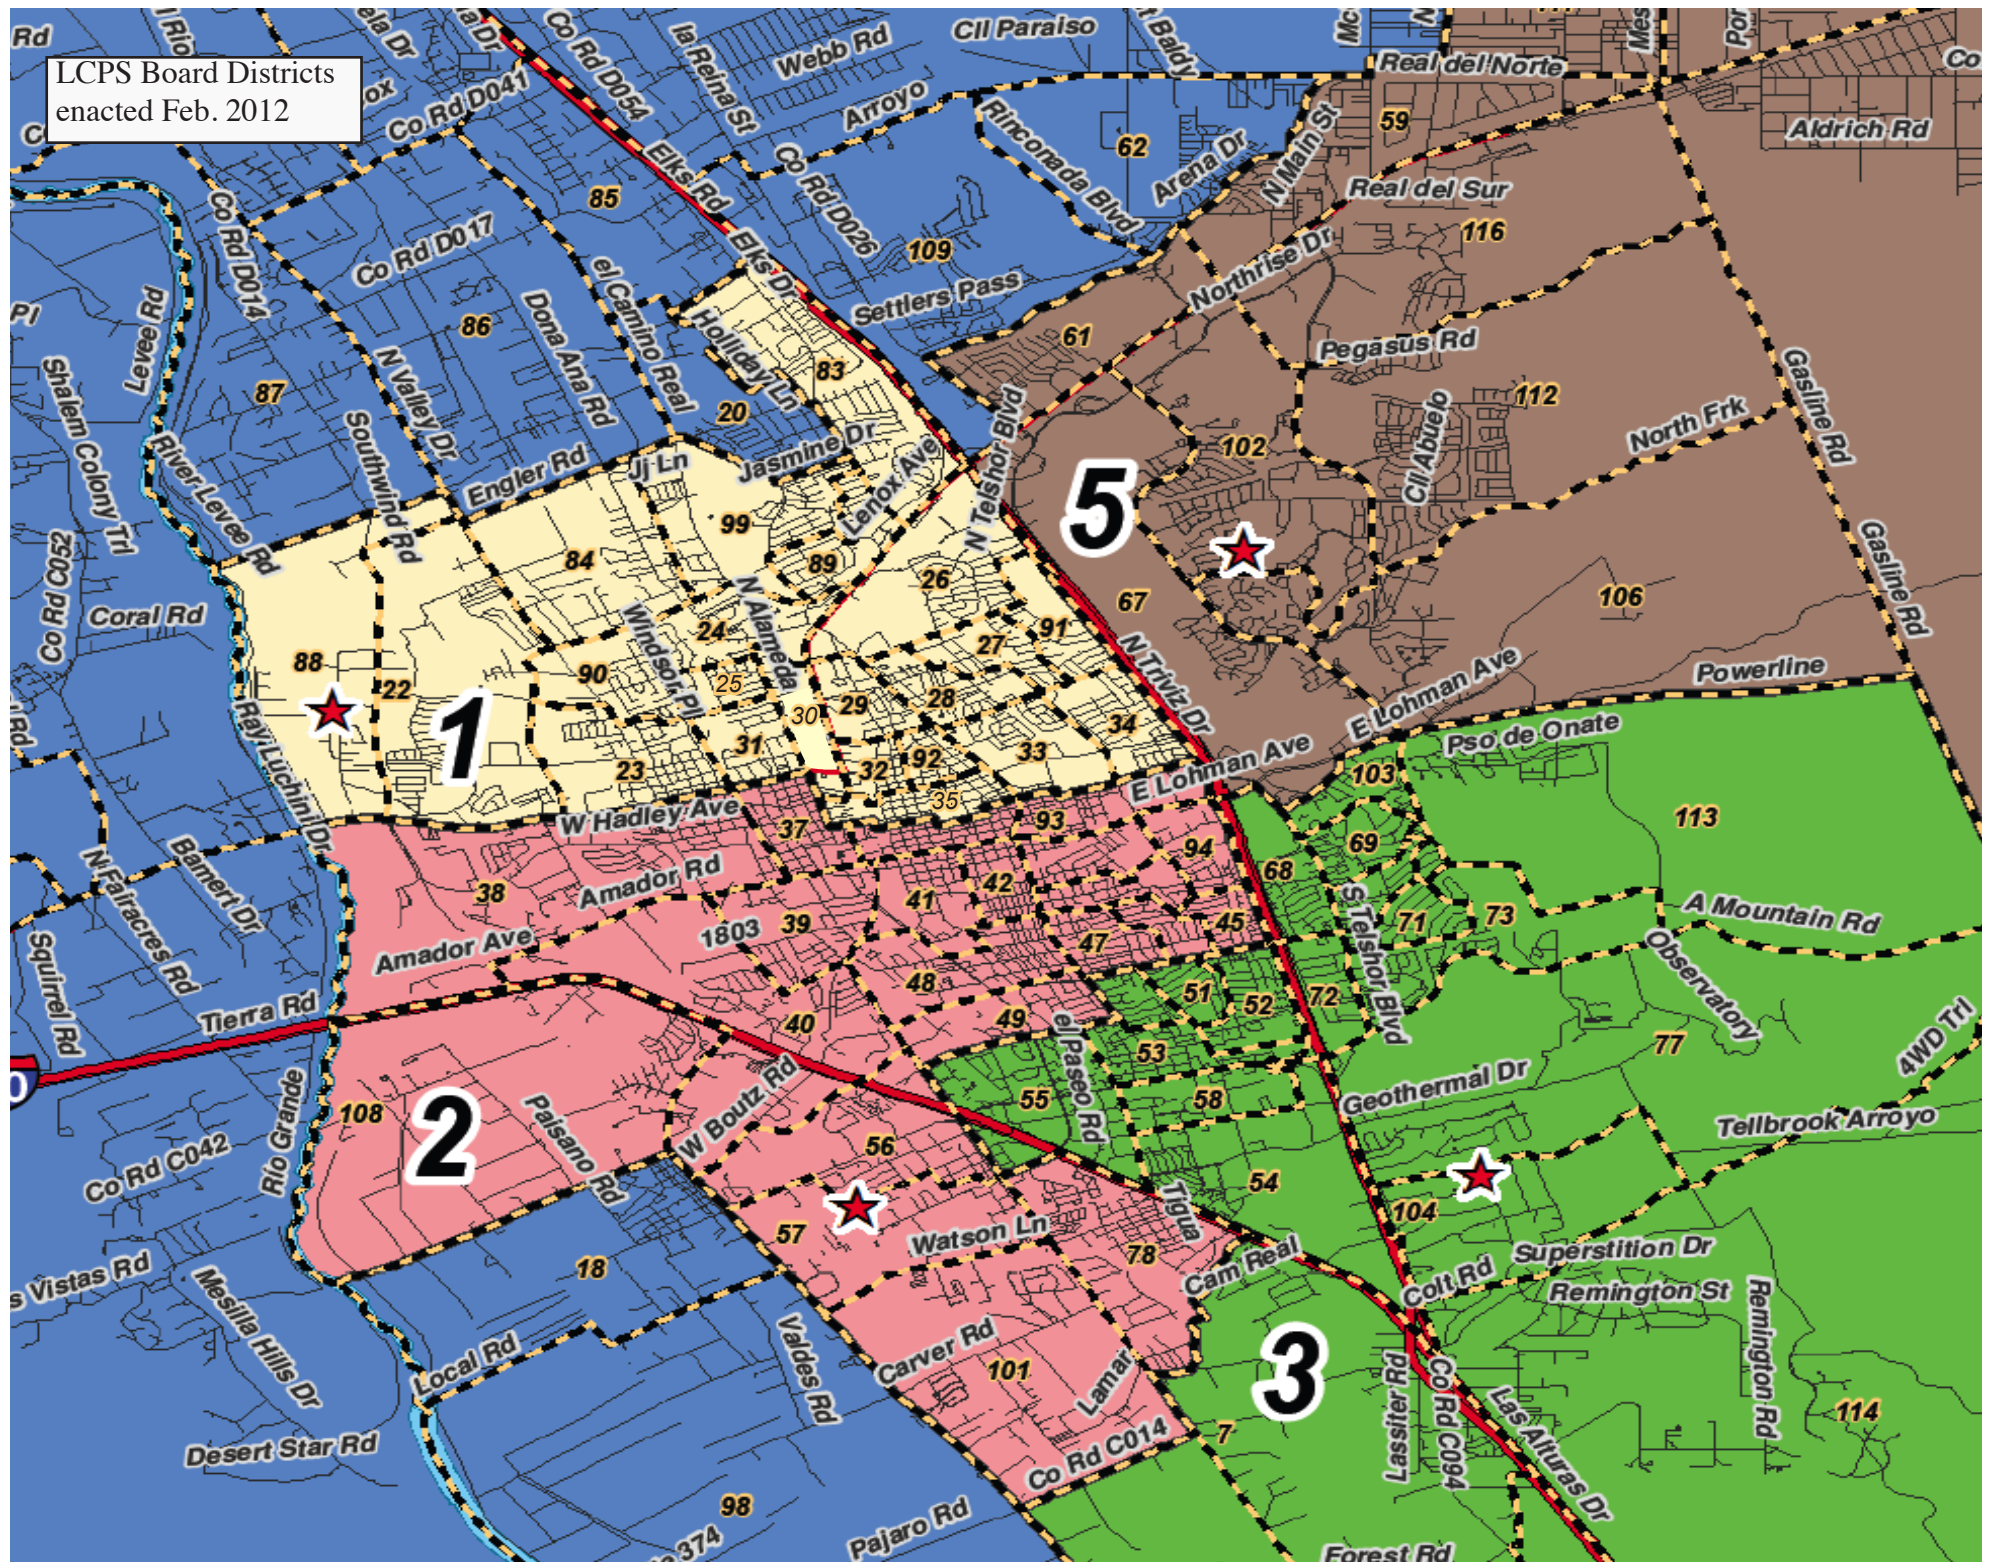 LCPS Board Districts
enacted Feb. 2012
Rd
Co Rd D054
la Reina St
Webb Rd
Cll Paraiso
t Baldy
Real del Norte
Co
Co Rd D041
Arroyo
59
Aldrich Rd
Elks Rd
Co Rd D026
Rinconada Blvd
62
Arena Dr
N Main St
Real del Sur
85
Co Rd D014
Co Rd D017
Elks Dr
109
116
Northrise Dr
Settlers Pass
Levee Rd
Pl
86
el Camino Real
Dona Ana Rd
Holliday Ln
61
Pegasus Rd
Gasline Rd
Shalem Colony Trl
87
N Valley Dr
83
20
112
North Frk
Southwind Rd
Jasmine Dr
N Telshor Blvd
102
Cll Abuelo
River Levee Rd
Engler Rd
Jj Ln
Lenox Ave
5
99
84
89
26
67
106
Gasline Rd
Co Rd C052
Coral Rd
N Alameda
Windsor Pl
24
27
91
N Triviz Dr
88
22
90
25
30
29
28
E Lohman Ave
Powerline
Ray Luchini Dr
1
31
34
Pso de Onate
l Rd
23
32
92
33
35
E Lohman Ave
103
W Hadley Ave
37
93
113
N Fairacres Rd
Bamert Dr
38
Amador Rd
42
94
68
69
41
39
1803
S Telshor Blvd
71
73
A Mountain Rd
45
Squirrel Rd
Amador Ave
47
Observatory
48
51
52
72
Tierra Rd
40
49
el Paseo Rd
53
77
4WD Trl
0
108
2
W Boutz Rd
55
58
Geothermal Dr
Tellbrook Arroyo
Rio Grande
Paisano Rd
56
Co Rd C042
54
Tigua
104
57
Watson Ln
78
Cam Real
Superstition Dr
s Vistas Rd
18
Colt Rd
Remington St
Mesilla Hills Dr
Valdes Rd
Carver Rd
3
Remington Rd
Local Rd
101
Lamar
Lassiter Rd
Co Rd C094
Las Alturas Dr
114
Desert Star Rd
Co Rd C014
7
98
374
Pajaro Rd
Forest Rd